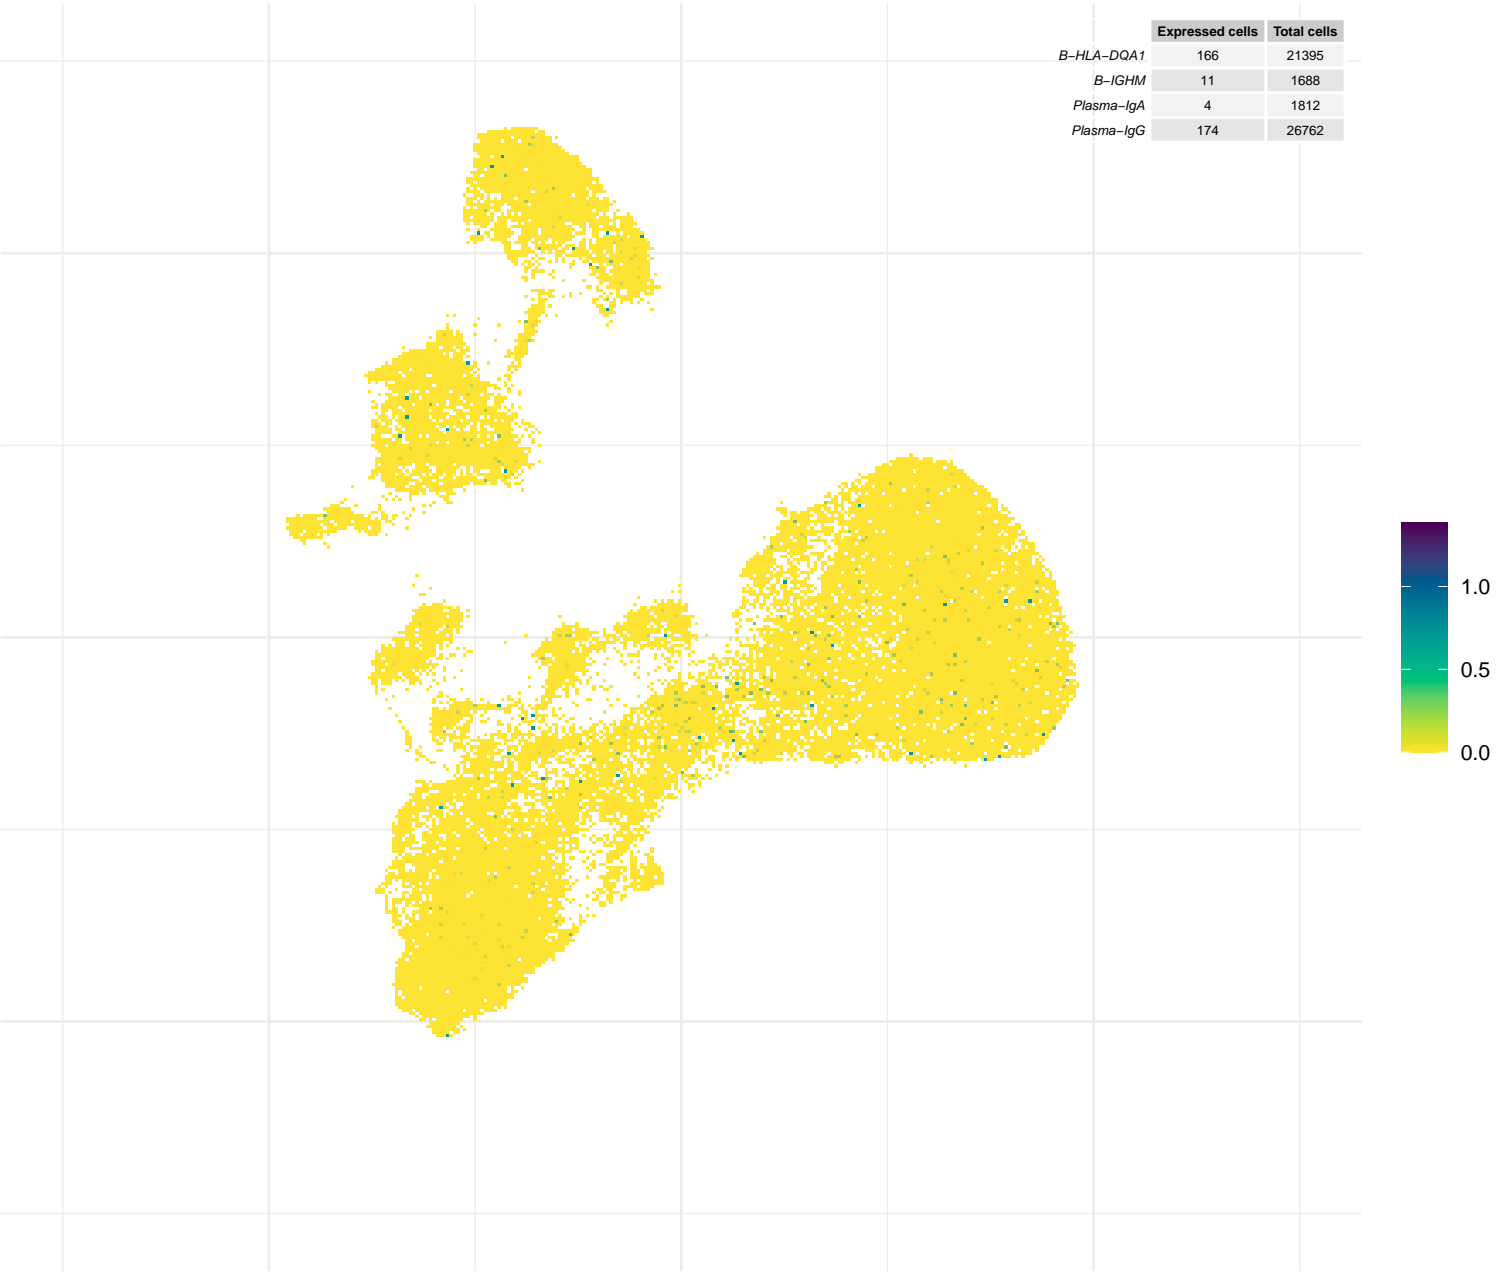 Expressed cells Total cells
B−HLA−DQA1 166 21395
B−IGHM 11 1688
Plasma−IgA 4 1812
Plasma−IgG 174 26762
1.0
0.5
0.0